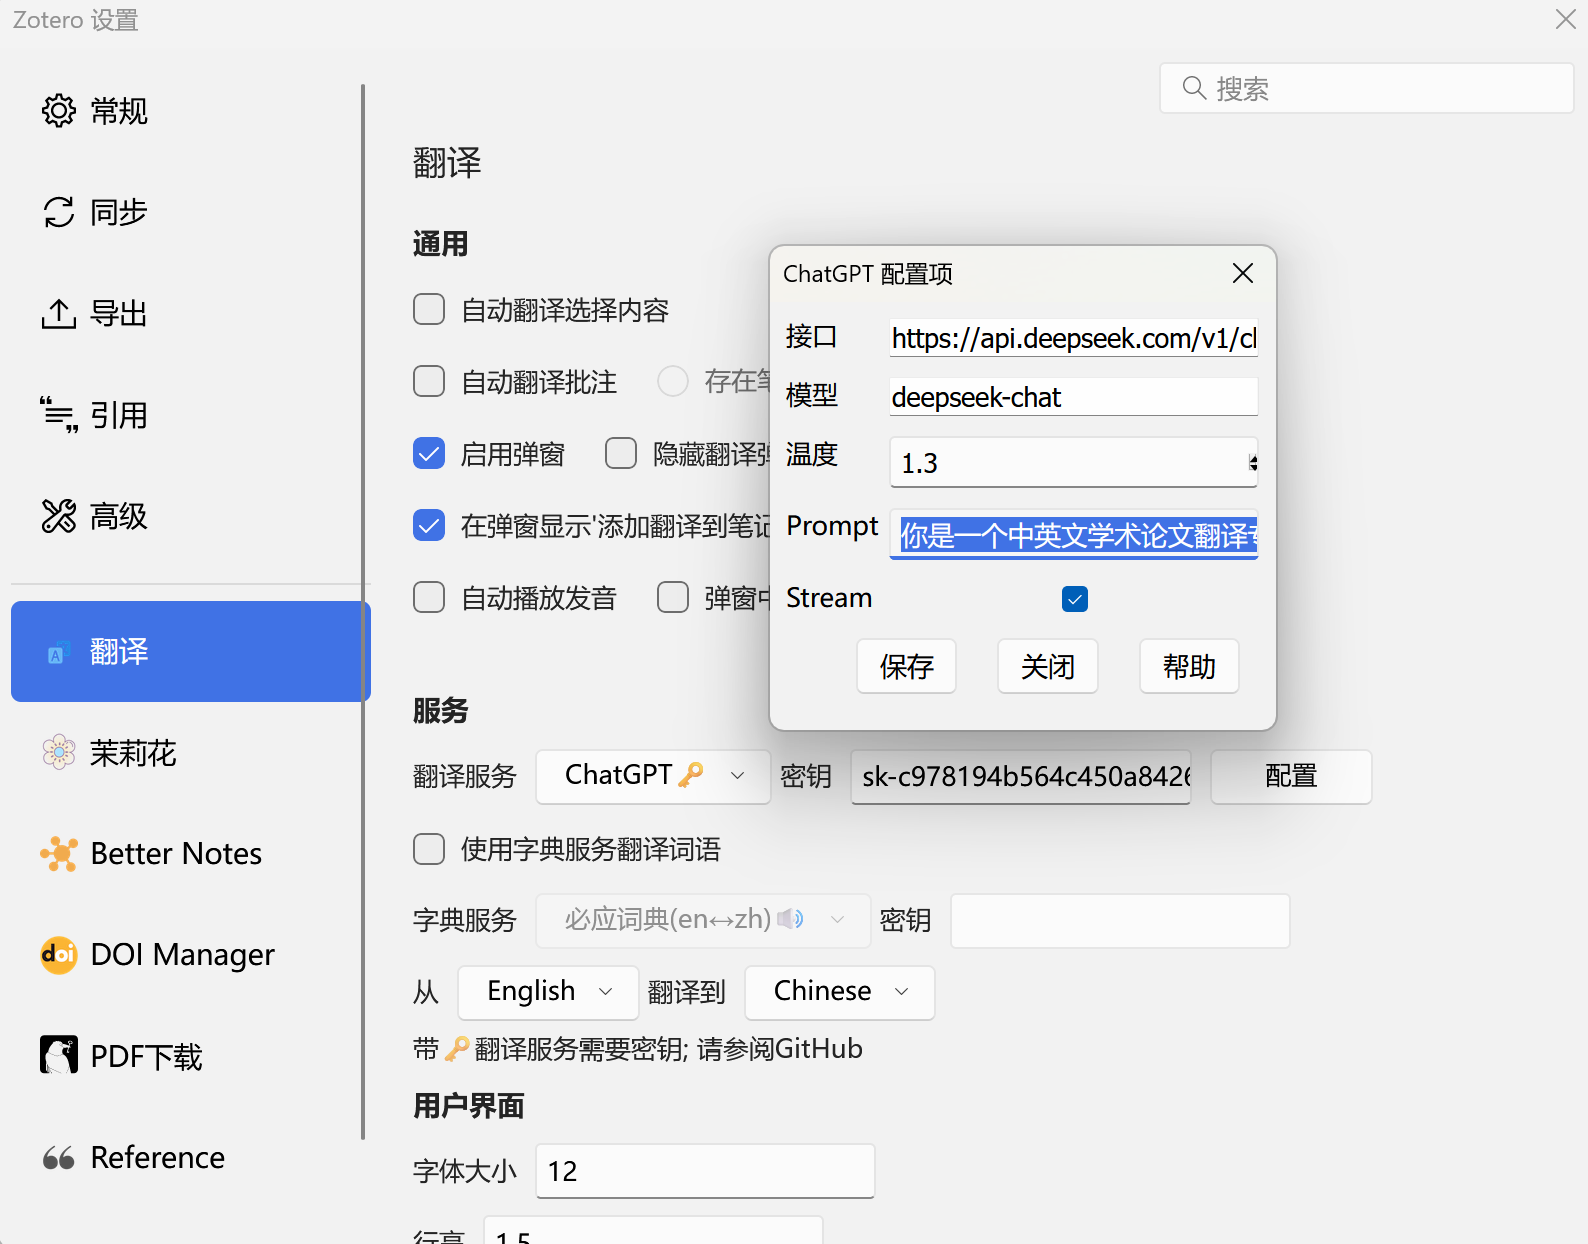 Zotero 设置
搜索
常规
同步
导出
引用
高级
翻译
茉莉花
Better Notes
DOI Manager
PDF下载
Reference
翻译
通用
自动翻译选择内容
自动翻译批注 存在笔
启用弹窗 隐藏翻译弹
在弹窗显示'添加翻译到笔记
自动播放发音 弹窗中
ChatGPT 配置项
接口 https://api.deepseek.com/v1/cl
模型 deepseek-chat
温度 1.3
Prompt 你是一个中英文学术论文翻译专
Stream
保存 关闭 帮助
服务
翻译服务 ChatGPT🔑 密钥 sk-c978194b564c450a8426 配置
使用字典服务翻译词语
字典服务 必应词典(en↔zh)🔊 密钥
从 English 翻译到 Chinese
带🔑翻译服务需要密钥; 请参阅GitHub
用户界面
字体大小 12
行高 1.5